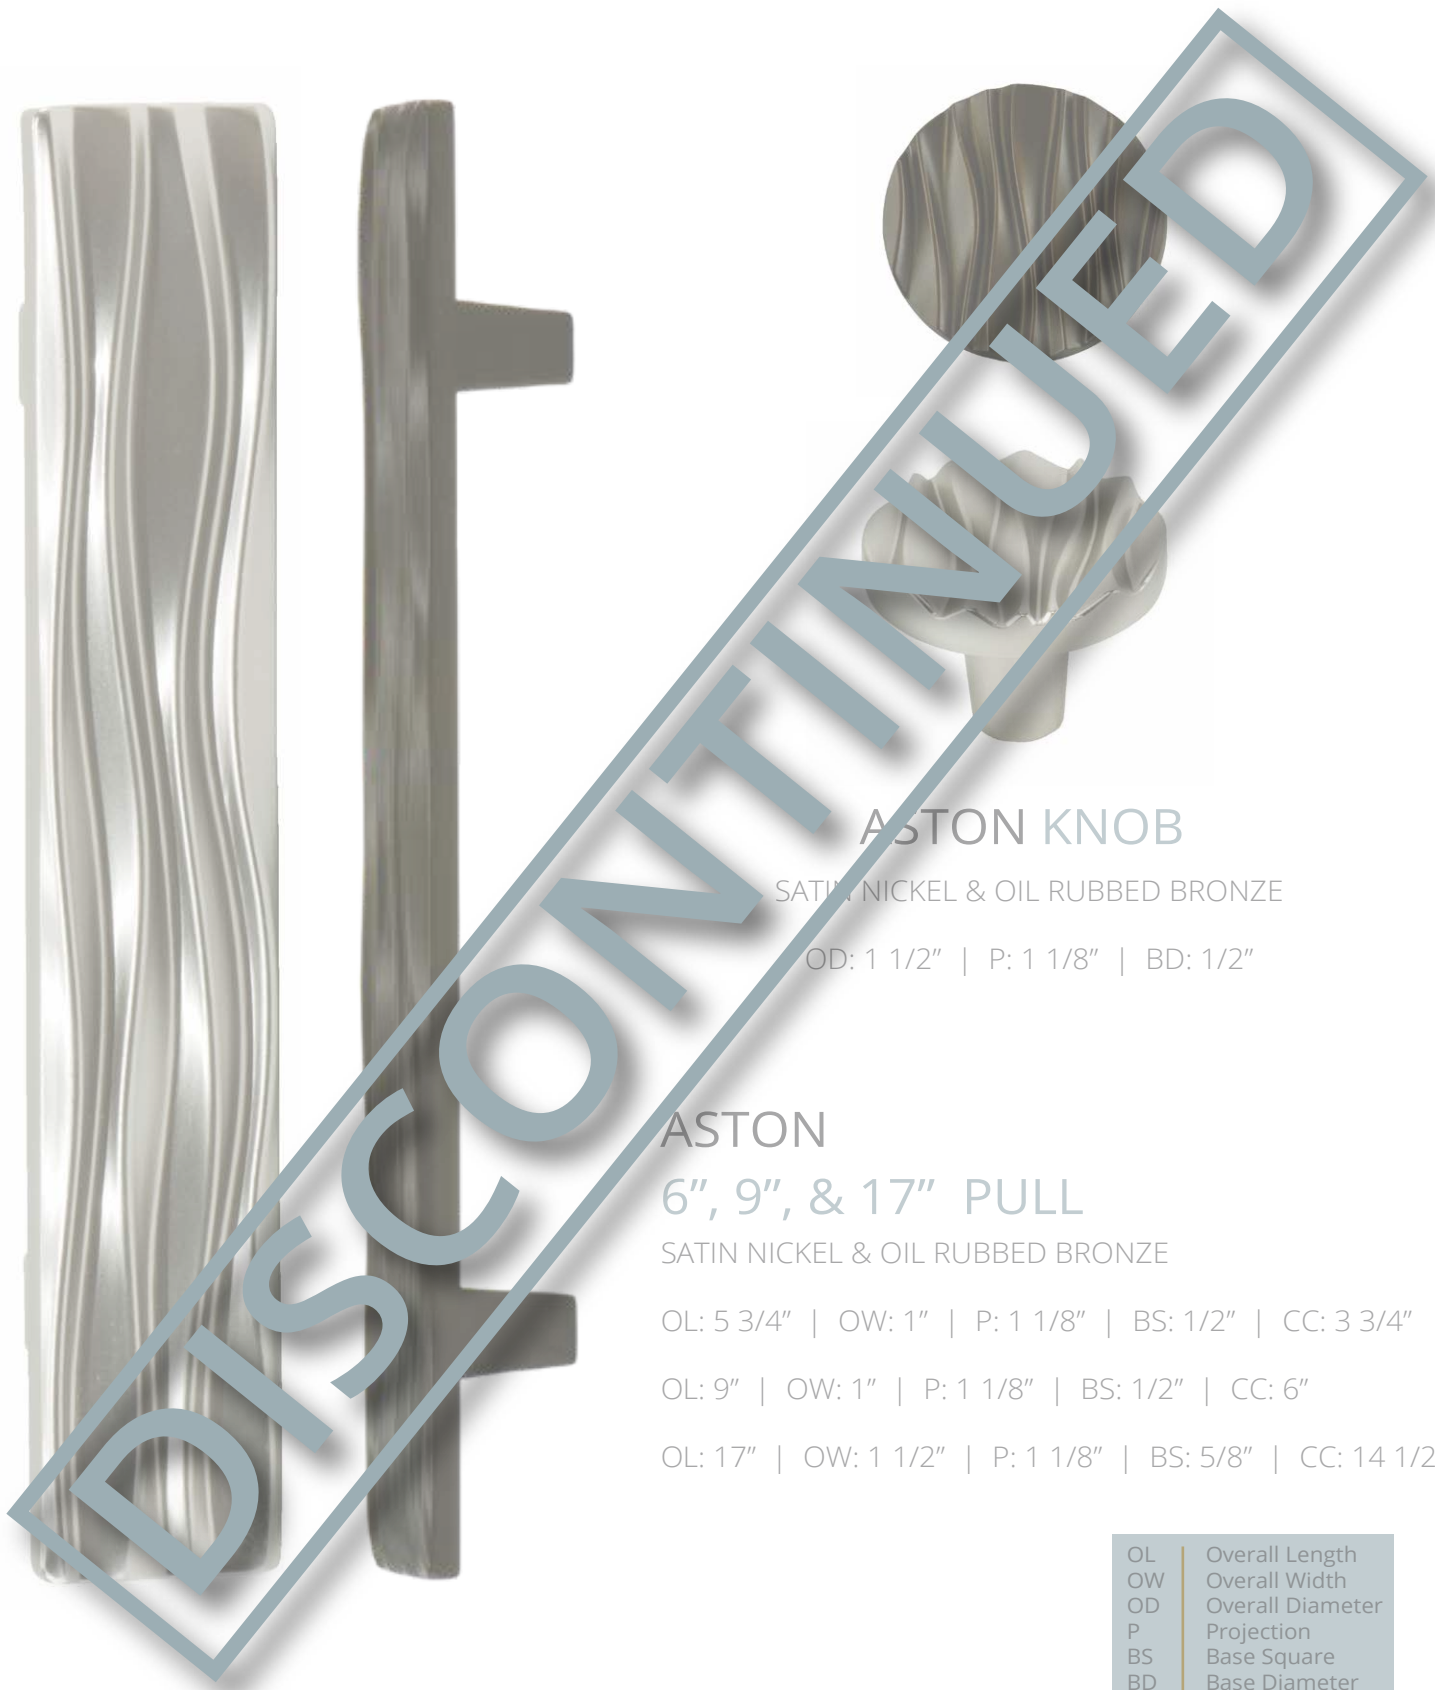 DISCONTINUED
ASTON KNOB
SATIN NICKEL & OIL RUBBED BRONZE
OD: 1 1/2” | P: 1 1/8” | BD: 1/2”
ASTON
6”, 9”, & 17” PULL
SATIN NICKEL & OIL RUBBED BRONZE
OL: 5 3/4” | OW: 1” | P: 1 1/8” | BS: 1/2” | CC: 3 3/4”
OL: 9” | OW: 1” | P: 1 1/8” | BS: 1/2” | CC: 6”
OL: 17” | OW: 1 1/2” | P: 1 1/8” | BS: 5/8” | CC: 14 1/2
OL | Overall Length
OW | Overall Width
OD | Overall Diameter
P | Projection
BS | Base Square
BD | Base Diameter